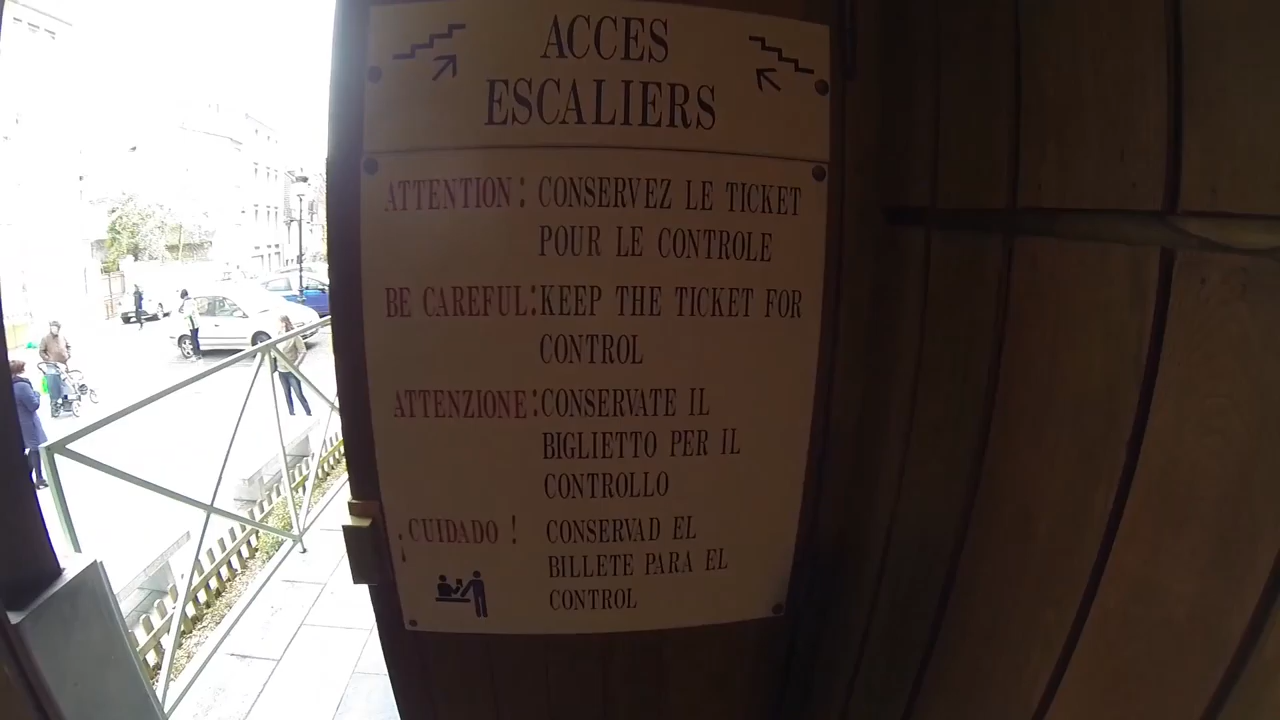 ACCES
ESCALIERS
ATTENTION : CONSERVEZ LE TICKET
POUR LE CONTROLE
BE CAREFUL : KEEP THE TICKET FOR
CONTROL
ATTENZIONE : CONSERVATE IL
BIGLIETTO PER IL
CONTROLLO
¡CUIDADO ! CONSERVAD EL
BILLETE PARA EL
CONTROL